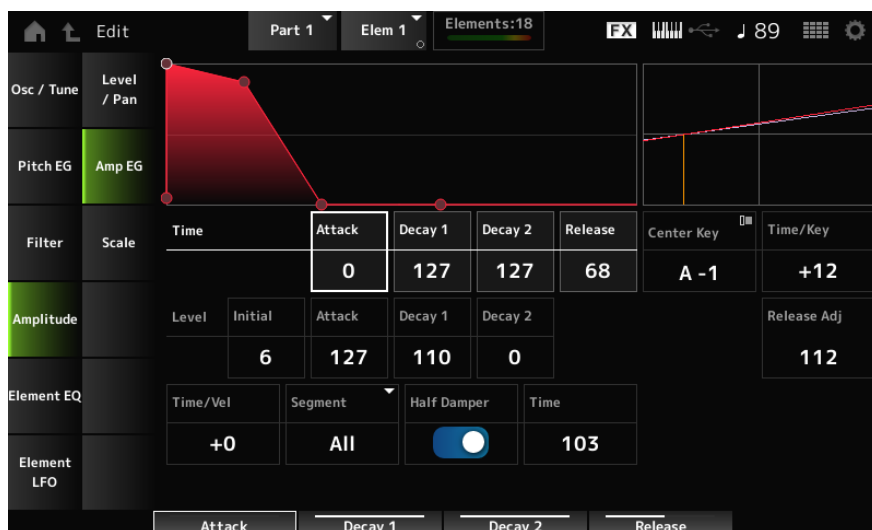 Edit Part 1 Elem 1 Elements:18 FX 89
Osc / Tune
Level / Pan
Pitch EG
Amp EG
Filter
Scale
Amplitude
Element EQ
Element LFO
Time Attack Decay 1 Decay 2 Release Center Key Time/Key
0 127 127 68 A -1 +12
Level Initial Attack Decay 1 Decay 2 Release Adj
6 127 110 0 112
Time/Vel Segment Half Damper Time
+0 All 103
Attack Decay 1 Decay 2 Release